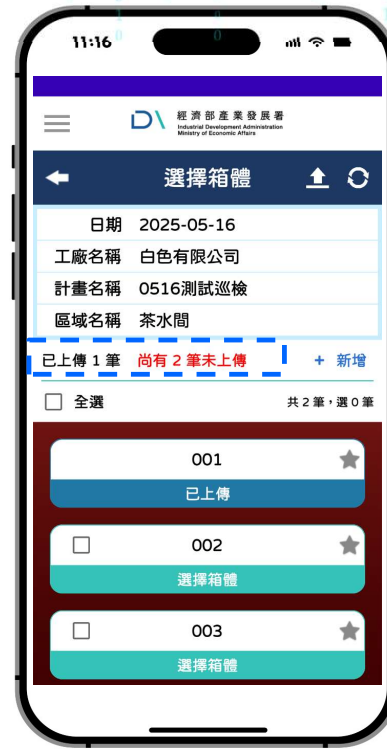 11:16
經濟部產業發展署
Industrial Development Administration
Ministry of Economic Affairs
選擇箱體
日期 2025-05-16
工廠名稱 白色有限公司
計畫名稱 0516測試巡檢
區域名稱 茶水間
已上傳 1 筆 尚有 2 筆未上傳 + 新增
全選 共 2 筆,選 0 筆
001
已上傳
002
選擇箱體
003
選擇箱體